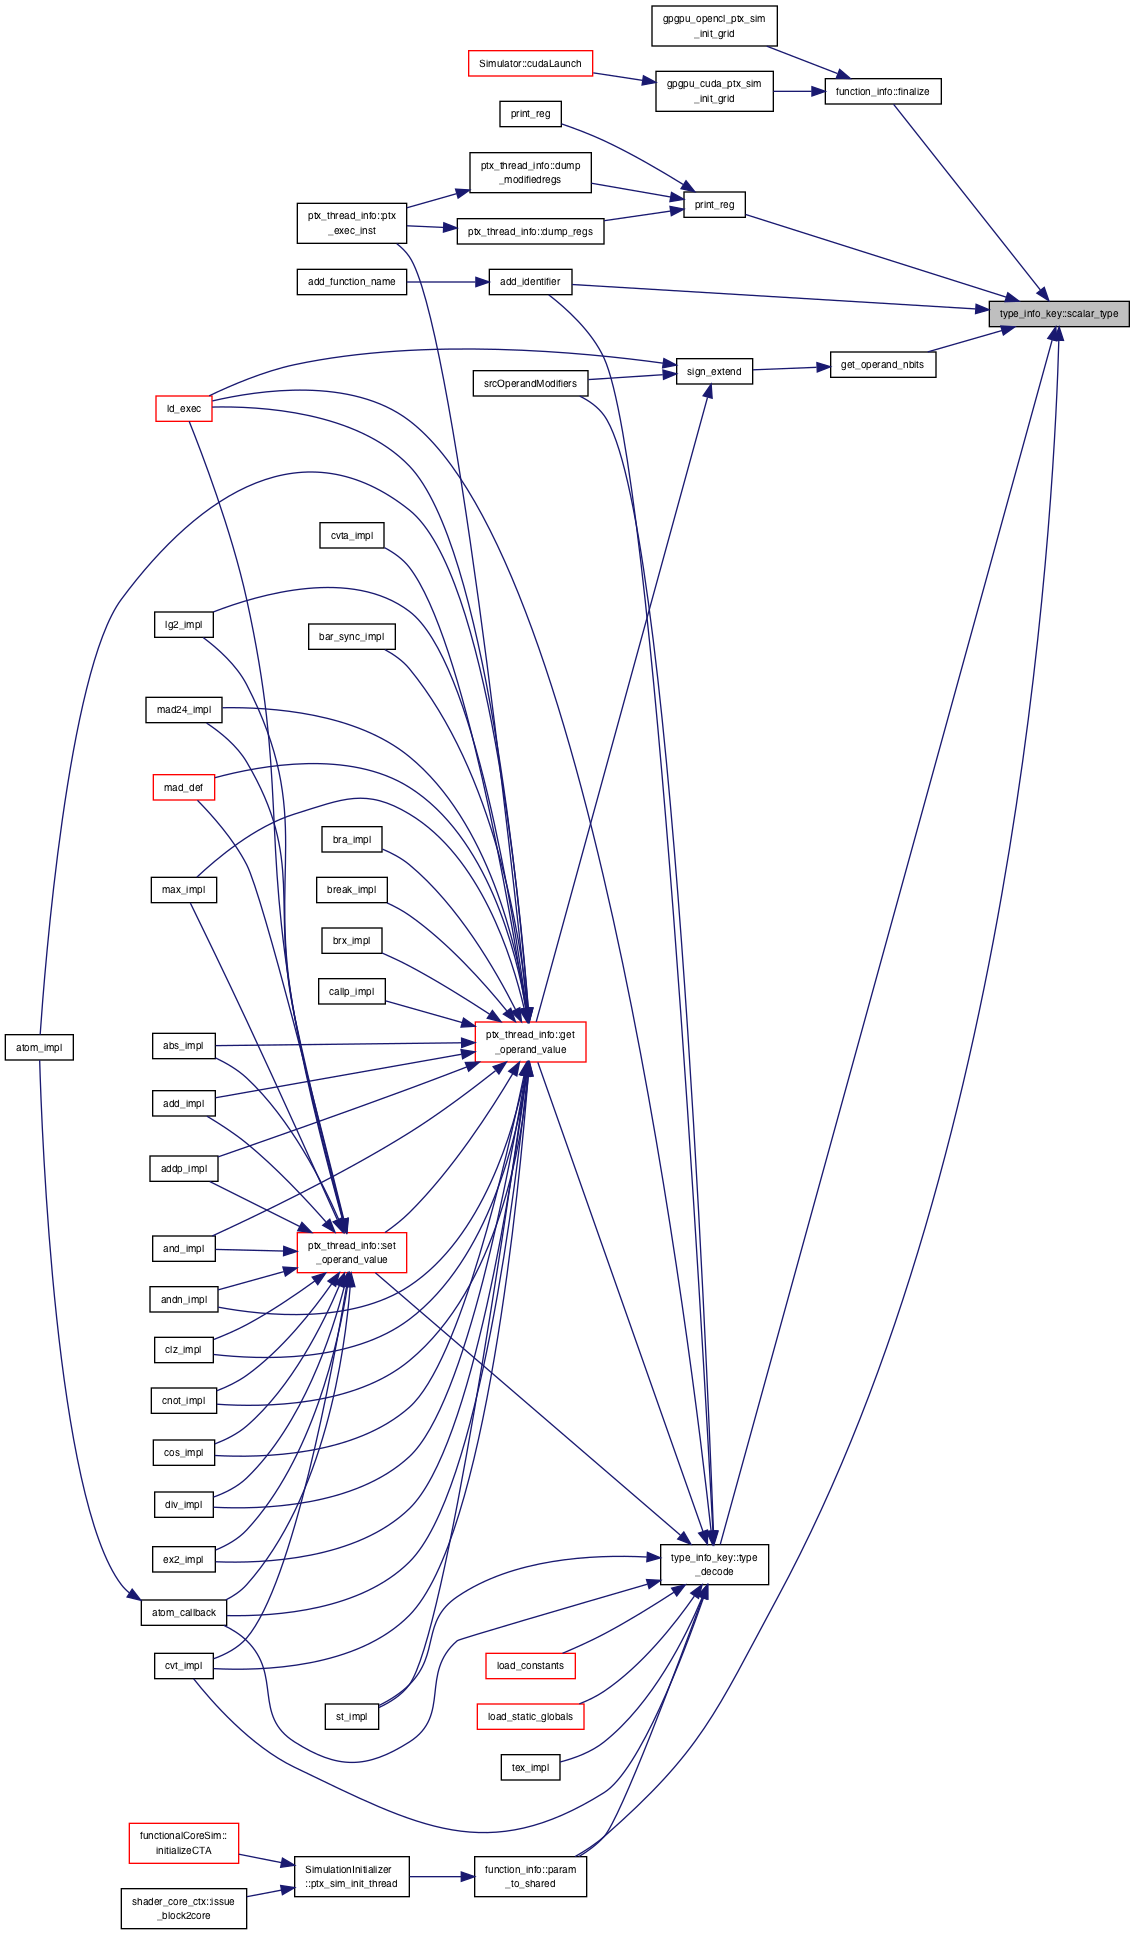 gpgpu_opencl_ptx_sim
_init_grid
Simulator::cudaLaunch
gpgpu_cuda_ptx_sim
_init_grid
function_info::finalize
print_reg
ptx_thread_info::dump
_modifiedregs
print_reg
ptx_thread_info::ptx
_exec_inst
ptx_thread_info::dump_regs
add_function_name
add_identifier
type_info_key::scalar_type
get_operand_nbits
sign_extend
srcOperandModifiers
ld_exec
cvta_impl
lg2_impl
bar_sync_impl
mad24_impl
mad_def
bra_impl
max_impl
break_impl
brx_impl
callp_impl
ptx_thread_info::get
_operand_value
atom_impl
abs_impl
add_impl
addp_impl
and_impl
ptx_thread_info::set
_operand_value
andn_impl
clz_impl
cnot_impl
cos_impl
div_impl
ex2_impl
type_info_key::type
_decode
atom_callback
cvt_impl
load_constants
st_impl
load_static_globals
tex_impl
functionalCoreSim::
initializeCTA
SimulationInitializer
::ptx_sim_init_thread
function_info::param
_to_shared
shader_core_ctx::issue
_block2core